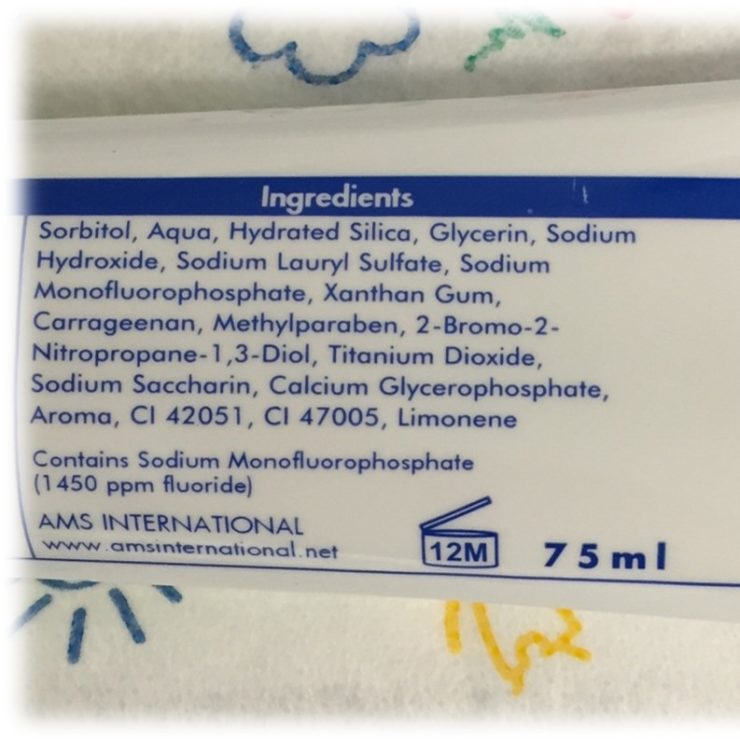 Ingredients
Sorbitol, Aqua, Hydrated Silica, Glycerin, Sodium
Hydroxide, Sodium Lauryl Sulfate, Sodium
Monofluorophosphate, Xanthan Gum,
Carrageenan, Methylparaben, 2-Bromo-2-
Nitropropane-1,3-Diol, Titanium Dioxide,
Sodium Saccharin, Calcium Glycerophosphate,
Aroma, CI 42051, CI 47005, Limonene
Contains Sodium Monofluorophosphate
(1450 ppm fluoride)
AMS INTERNATIONAL
www.amsinternational.net
12M
75ml